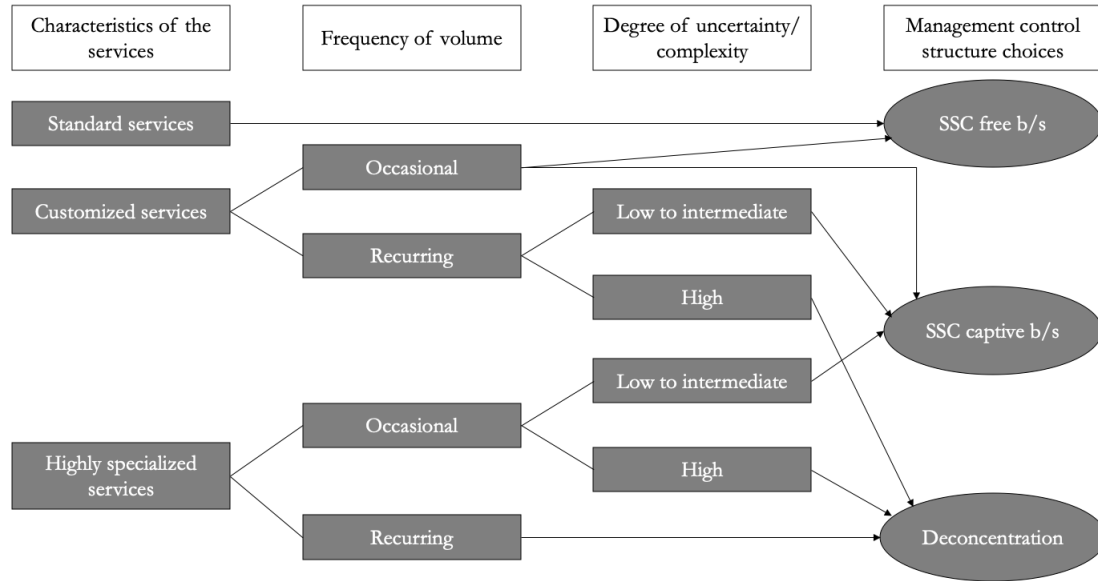 Characteristics of the
services
Frequency of volume
Degree of uncertainty/
complexity
Management control
structure choices
Standard services
SSC free b/s
Occasional
Customized services
Low to intermediate
Recurring
High
SSC captive b/s
Low to intermediate
Occasional
Highly specialized
services
High
Recurring
Deconcentration